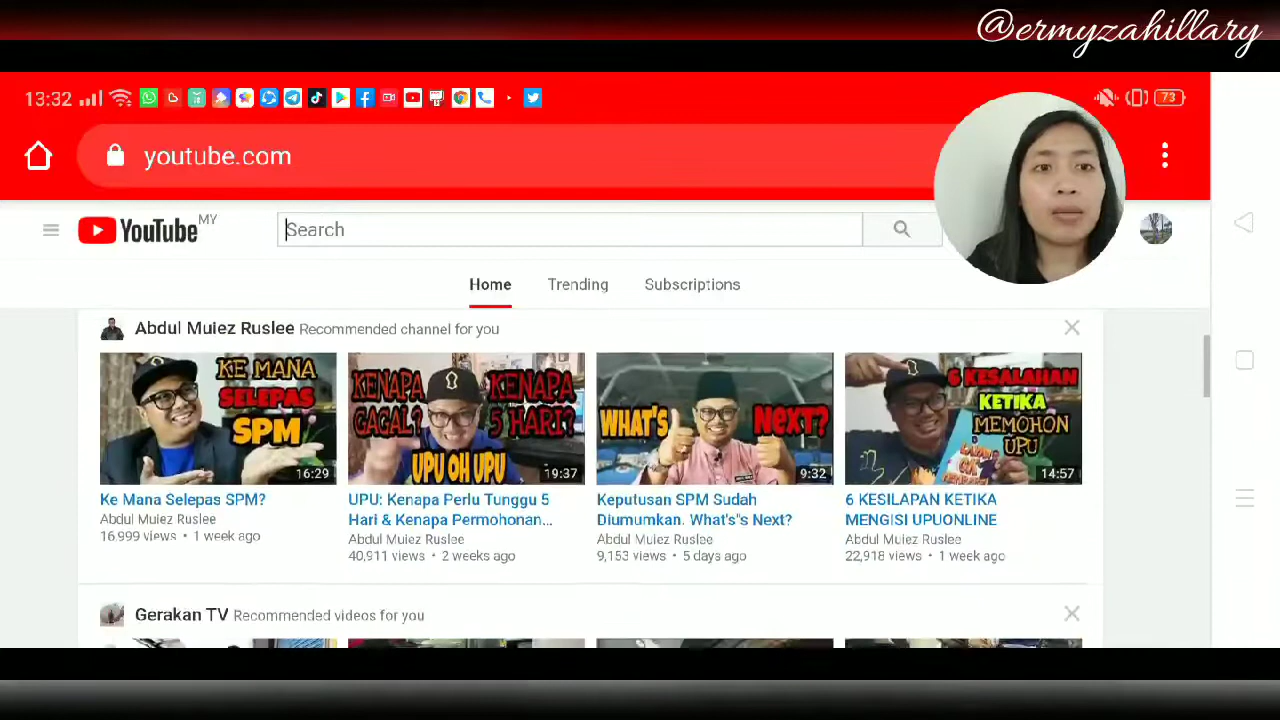 @ermyzahillary
13:32
73
youtube.com
YouTube MY
Search
Home Trending Subscriptions
Abdul Muiez Ruslee Recommended channel for you
KE MANA
SELEPAS
SPM
16:29
KENAPA GAGAL?
KENAPA 5 HARI?
UPU OH UPU
19:37
WHAT'S NEXT?
9:32
6 KESALAHAN
KETIKA
MEMOHON
UPU
14:57
Ke Mana Selepas SPM?
Abdul Muiez Ruslee
16,999 views • 1 week ago
UPU: Kenapa Perlu Tunggu 5
Hari & Kenapa Permohonan...
Abdul Muiez Ruslee
40,911 views • 2 weeks ago
Keputusan SPM Sudah
Diumumkan. What's"s Next?
Abdul Muiez Ruslee
9,153 views • 5 days ago
6 KESILAPAN KETIKA
MENGISI UPUONLINE
Abdul Muiez Ruslee
22,918 views • 1 week ago
Gerakan TV Recommended videos for you